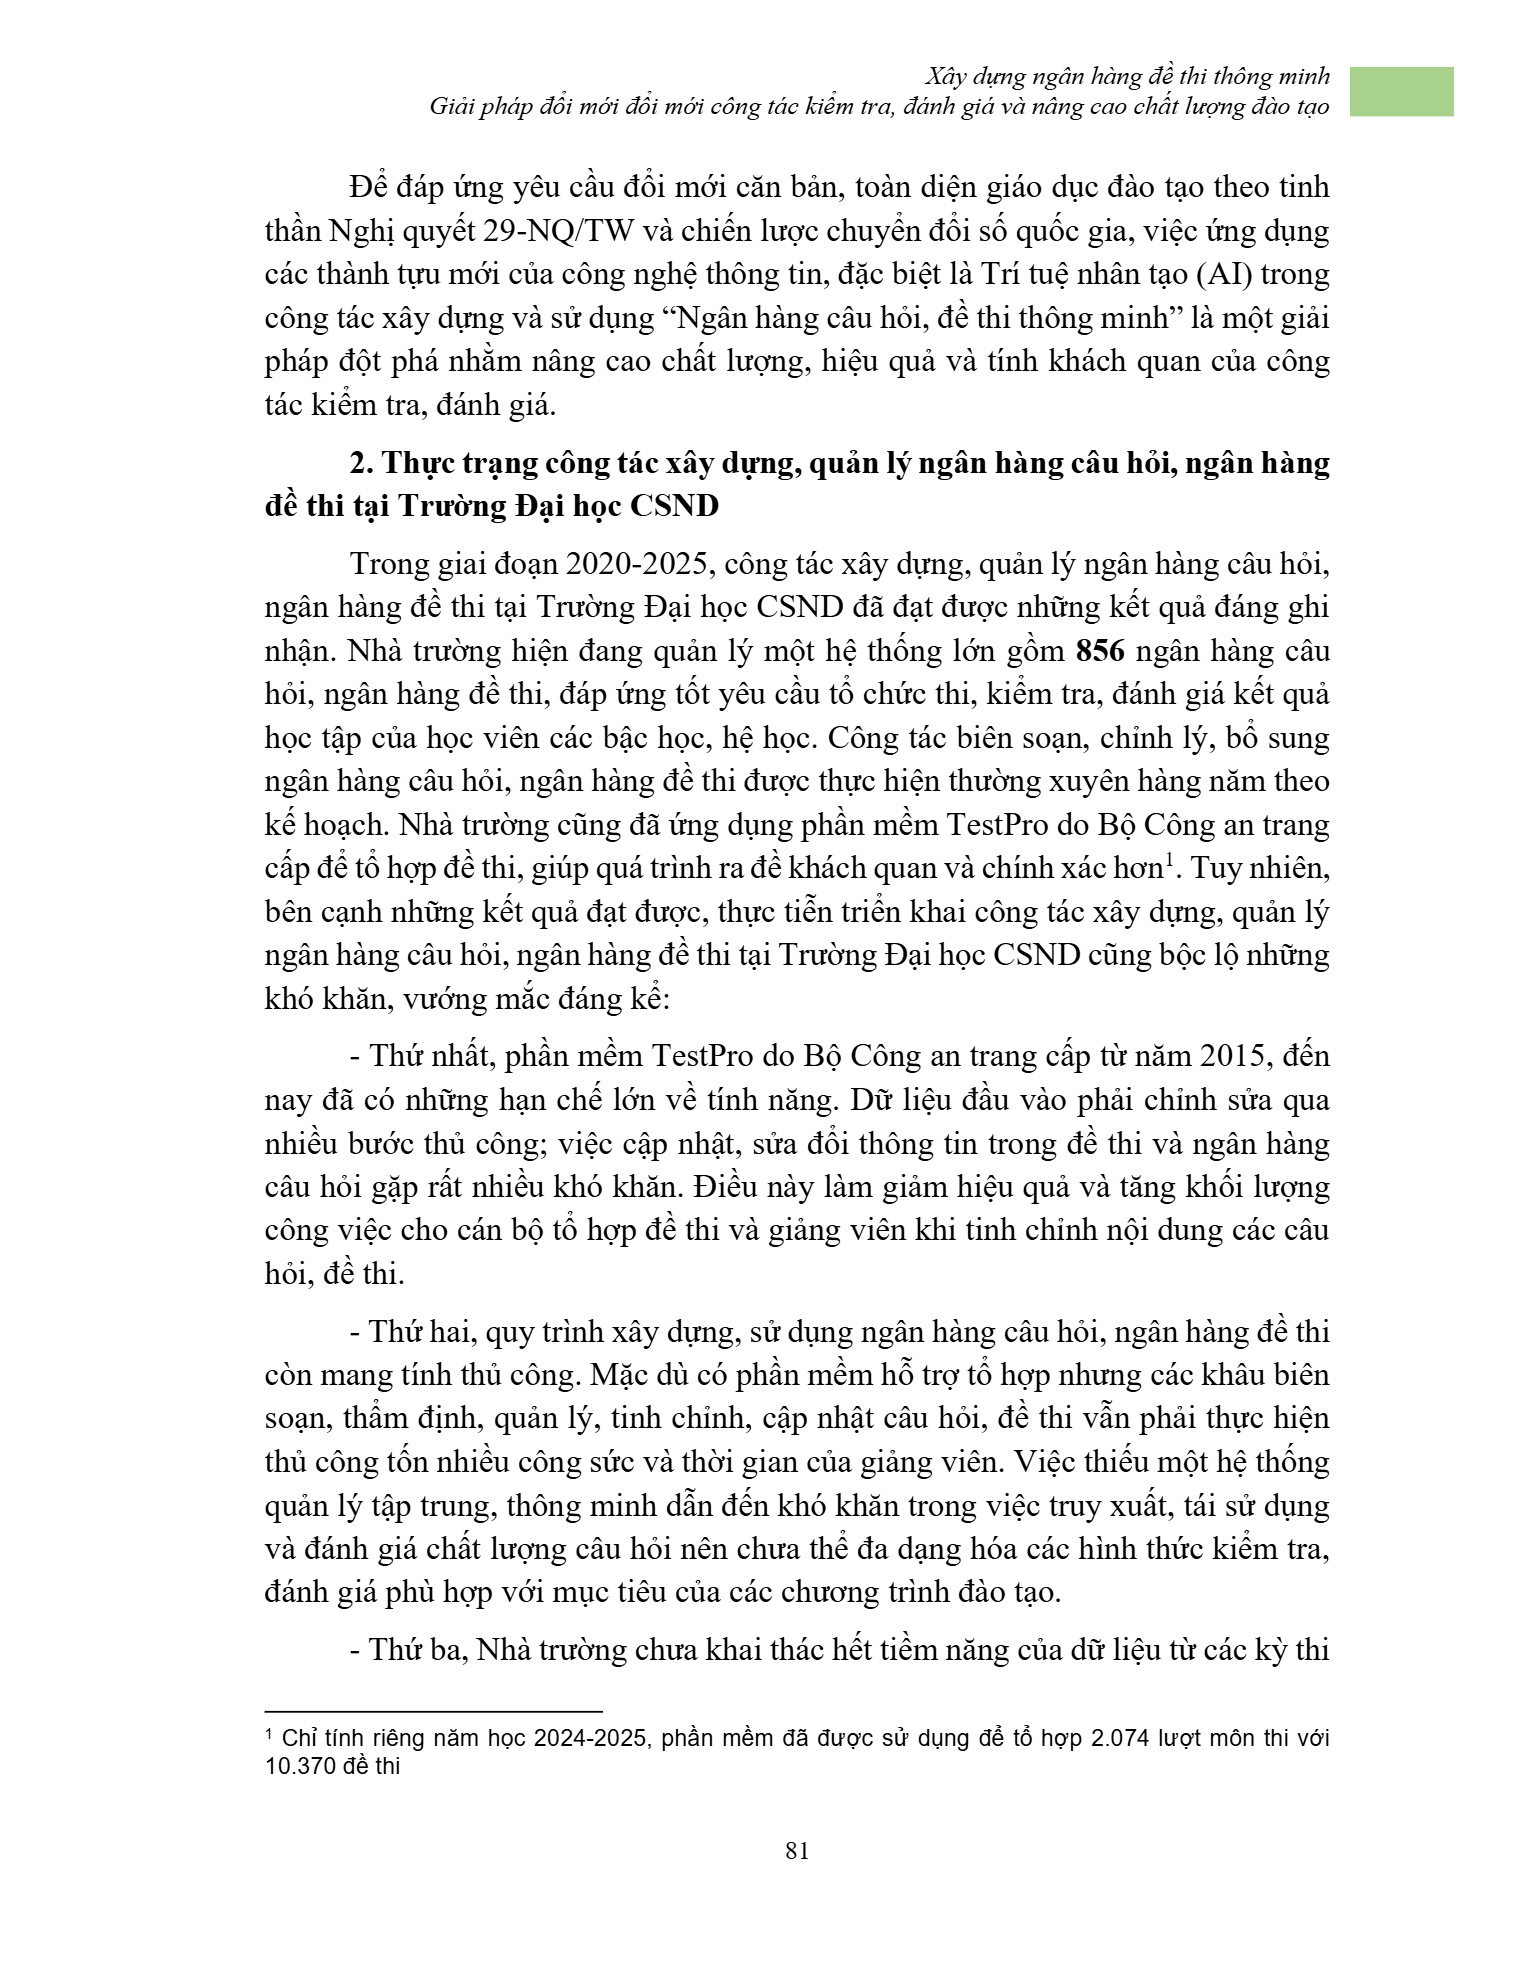 Xây dựng ngân hàng đề thi thông minh
Giải pháp đổi mới đổi mới công tác kiểm tra, đánh giá và nâng cao chất lượng đào tạo
Để đáp ứng yêu cầu đổi mới căn bản, toàn diện giáo dục đào tạo theo tinh
thần Nghị quyết 29-NQ/TW và chiến lược chuyển đổi số quốc gia, việc ứng dụng
các thành tựu mới của công nghệ thông tin, đặc biệt là Trí tuệ nhân tạo (AI) trong
công tác xây dựng và sử dụng “Ngân hàng câu hỏi, đề thi thông minh” là một giải
pháp đột phá nhằm nâng cao chất lượng, hiệu quả và tính khách quan của công
tác kiểm tra, đánh giá.
2. Thực trạng công tác xây dựng, quản lý ngân hàng câu hỏi, ngân hàng
đề thi tại Trường Đại học CSND
Trong giai đoạn 2020-2025, công tác xây dựng, quản lý ngân hàng câu hỏi,
ngân hàng đề thi tại Trường Đại học CSND đã đạt được những kết quả đáng ghi
nhận. Nhà trường hiện đang quản lý một hệ thống lớn gồm 856 ngân hàng câu
hỏi, ngân hàng đề thi, đáp ứng tốt yêu cầu tổ chức thi, kiểm tra, đánh giá kết quả
học tập của học viên các bậc học, hệ học. Công tác biên soạn, chỉnh lý, bổ sung
ngân hàng câu hỏi, ngân hàng đề thi được thực hiện thường xuyên hàng năm theo
kế hoạch. Nhà trường cũng đã ứng dụng phần mềm TestPro do Bộ Công an trang
cấp để tổ hợp đề thi, giúp quá trình ra đề khách quan và chính xác hơn¹. Tuy nhiên,
bên cạnh những kết quả đạt được, thực tiễn triển khai công tác xây dựng, quản lý
ngân hàng câu hỏi, ngân hàng đề thi tại Trường Đại học CSND cũng bộc lộ những
khó khăn, vướng mắc đáng kể:
- Thứ nhất, phần mềm TestPro do Bộ Công an trang cấp từ năm 2015, đến
nay đã có những hạn chế lớn về tính năng. Dữ liệu đầu vào phải chỉnh sửa qua
nhiều bước thủ công; việc cập nhật, sửa đổi thông tin trong đề thi và ngân hàng
câu hỏi gặp rất nhiều khó khăn. Điều này làm giảm hiệu quả và tăng khối lượng
công việc cho cán bộ tổ hợp đề thi và giảng viên khi tinh chỉnh nội dung các câu
hỏi, đề thi.
- Thứ hai, quy trình xây dựng, sử dụng ngân hàng câu hỏi, ngân hàng đề thi
còn mang tính thủ công. Mặc dù có phần mềm hỗ trợ tổ hợp nhưng các khâu biên
soạn, thẩm định, quản lý, tinh chỉnh, cập nhật câu hỏi, đề thi vẫn phải thực hiện
thủ công tốn nhiều công sức và thời gian của giảng viên. Việc thiếu một hệ thống
quản lý tập trung, thông minh dẫn đến khó khăn trong việc truy xuất, tái sử dụng
và đánh giá chất lượng câu hỏi nên chưa thể đa dạng hóa các hình thức kiểm tra,
đánh giá phù hợp với mục tiêu của các chương trình đào tạo.
- Thứ ba, Nhà trường chưa khai thác hết tiềm năng của dữ liệu từ các kỳ thi
¹ Chỉ tính riêng năm học 2024-2025, phần mềm đã được sử dụng để tổ hợp 2.074 lượt môn thi với
10.370 đề thi
81